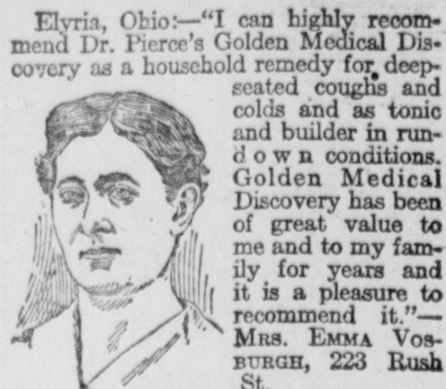 Elyria, Ohio:—"I can highly recom-
mend Dr. Pierce's Golden Medical Dis-
covery as a household remedy for deep-
seated coughs and
colds and as tonic
and builder in run-
down conditions.
Golden Medical
Discovery has been
of great value to
me and to my fam-
ily for years and
it is a pleasure to
recommend it."—
MRS. EMMA VOS-
BURGH, 223 Rush
St.